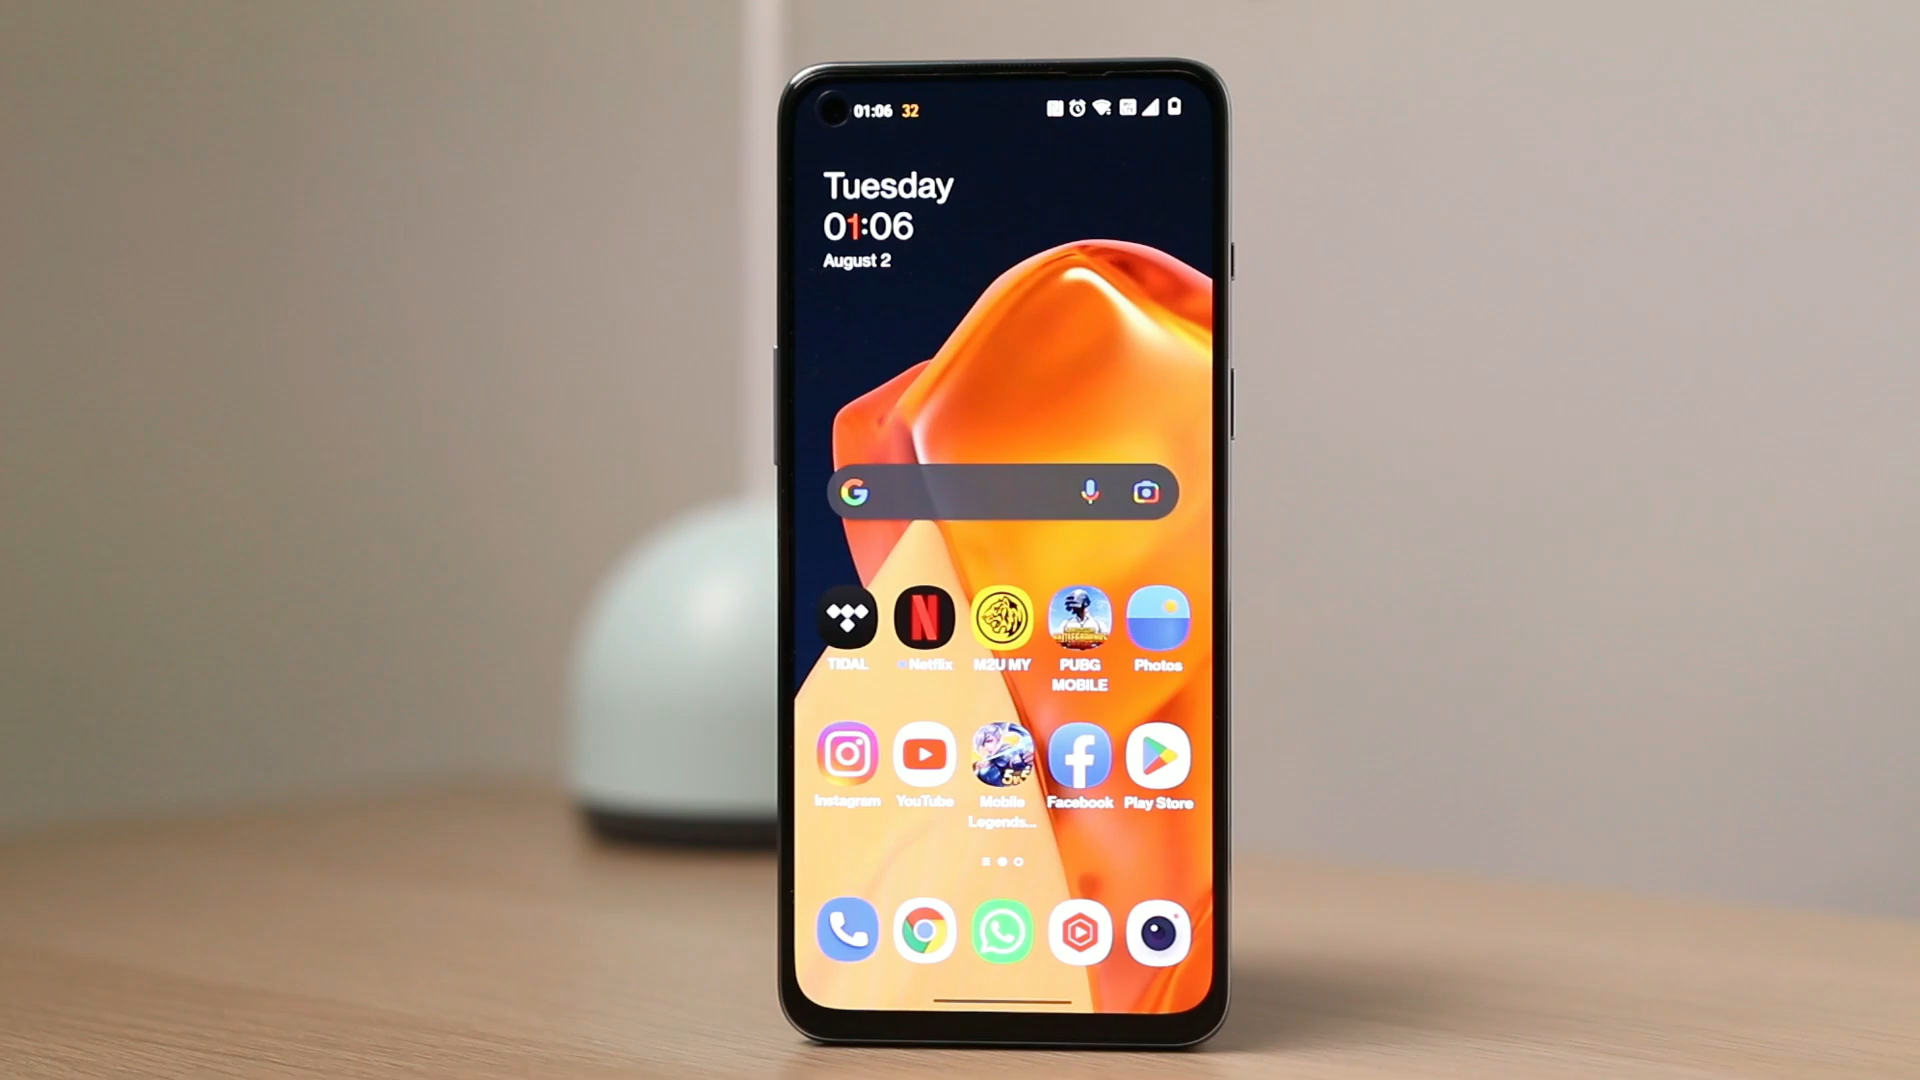 01:06 32
Tuesday
01:06
August 2
TIDAL Netflix M2U MY PUBG MOBILE Photos
Instagram YouTube Mobile Legends... Facebook Play Store